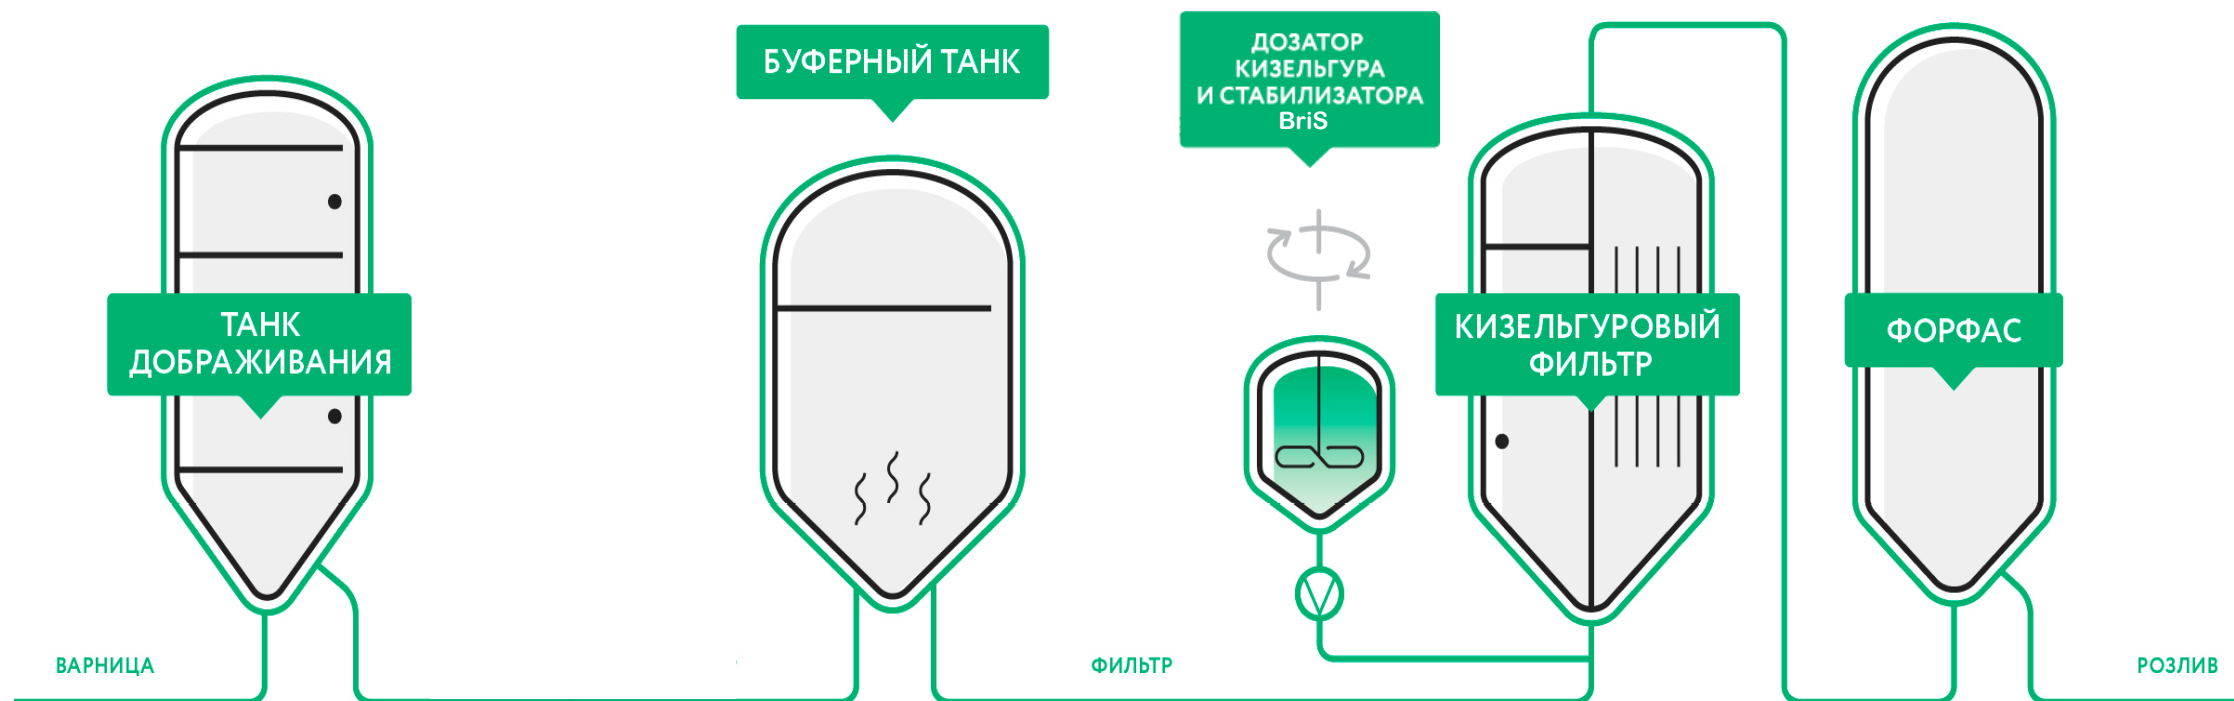 БУФЕРНЫЙ ТАНК
ДОЗАТОР
КИЗЕЛЬГУРА
И СТАБИЛИЗАТОРА
BriS
ТАНК
ДОБРАЖИВАНИЯ
КИЗЕЛЬГУРОВЫЙ
ФИЛЬТР
ФОРФАС
ВАРНИЦА
ФИЛЬТР
РОЗЛИВ